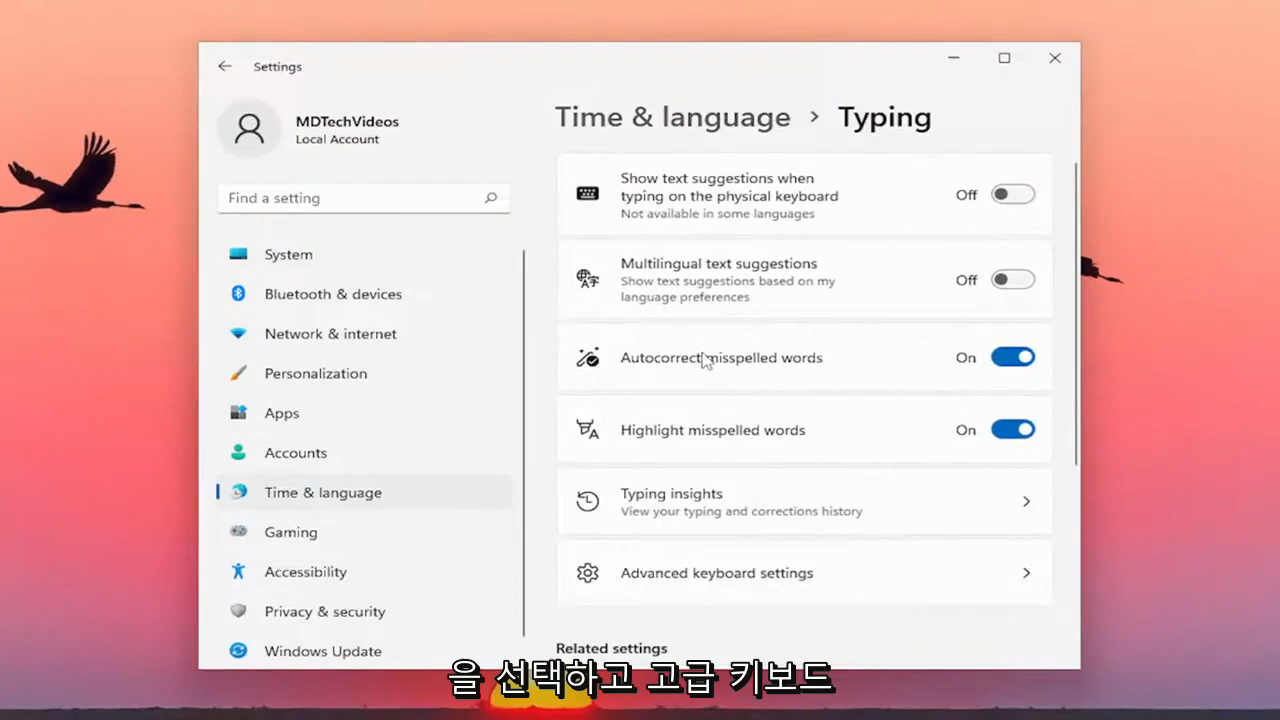 Settings
MDTechVideos
Local Account
Find a setting
System
Bluetooth & devices
Network & internet
Personalization
Apps
Accounts
Time & language
Gaming
Accessibility
Privacy & security
Windows Update
Time & language > Typing
Show text suggestions when
typing on the physical keyboard
Not available in some languages
Off
Multilingual text suggestions
Show text suggestions based on my
language preferences
Off
Autocorrect misspelled words
On
Highlight misspelled words
On
Typing insights
View your typing and corrections history
Advanced keyboard settings
Related settings
을 선택하고 고급 키보드